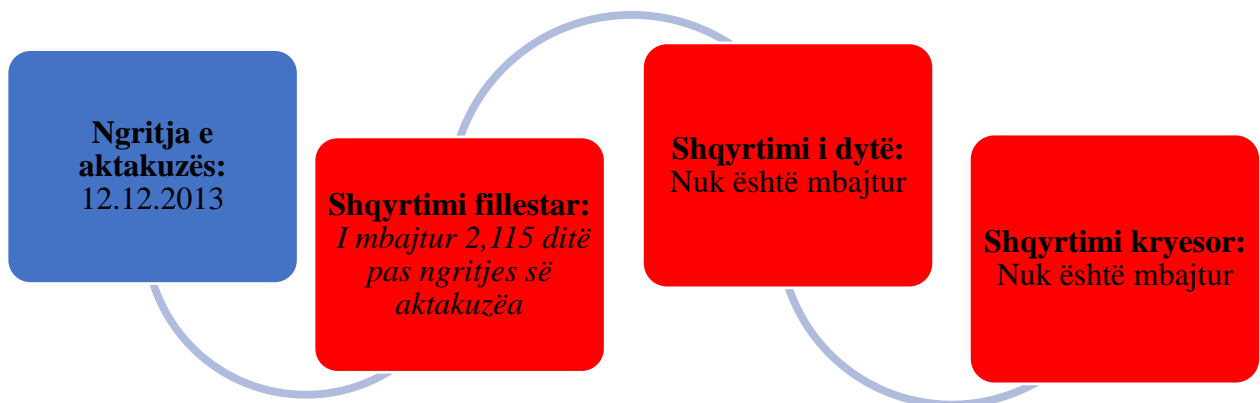 Ngritja e
aktakuzës:
12.12.2013
Shqyrtimi fillestar:
I mbajtur 2,115 ditë
pas ngritjes së
aktakuzëa
Shqyrtimi i dytë:
Nuk është mbajtur
Shqyrtimi kryesor:
Nuk është mbajtur